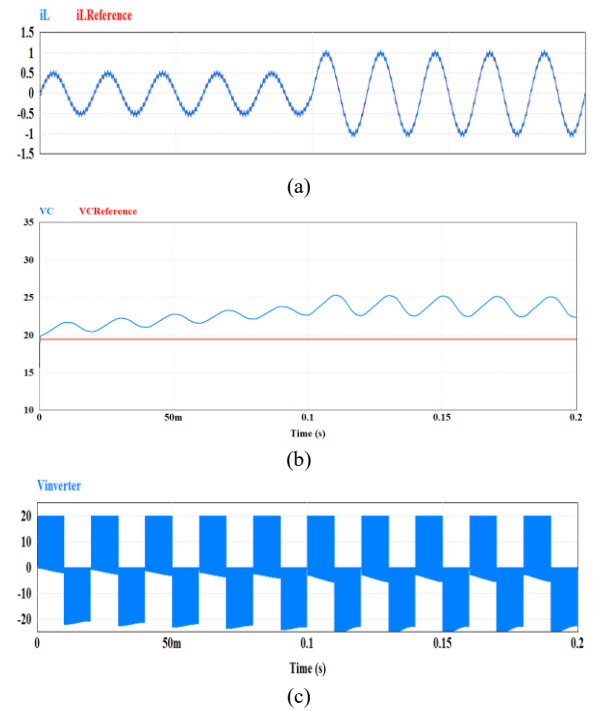 iL iLReference
1.5
1
0.5
0
-0.5
-1
-1.5
(a)
VC VCReference
35
30
25
20
15
10
0 50m 0.1 0.15 0.2
Time (s)
(b)
Vinverter
20
10
0
-10
-20
0 50m 0.1 0.15 0.2
Time (s)
(c)